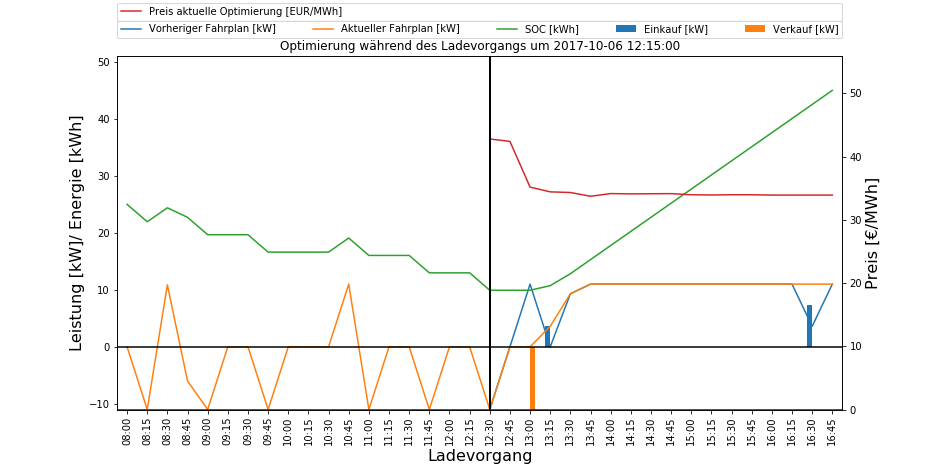 Preis aktuelle Optimierung [EUR/MWh]
Vorheriger Fahrplan [kW] Aktueller Fahrplan [kW] SOC [kWh] Einkauf [kW] Verkauf [kW]
Optimierung während des Ladevorgangs um 2017-10-06 12:15:00
Leistung [kW]/ Energie [kWh]
50
40
30
20
10
0
−10
50
40
30
20
10
0
Preis [€/MWh]
08:00 08:15 08:30 08:45 09:00 09:15 09:30 09:45 10:00 10:15 10:30 10:45 11:00 11:15 11:30 11:45 12:00 12:15 12:30 12:45 13:00 13:15 13:30 13:45 14:00 14:15 14:30 14:45 15:00 15:15 15:30 15:45 16:00 16:15 16:30 16:45
Ladevorgang